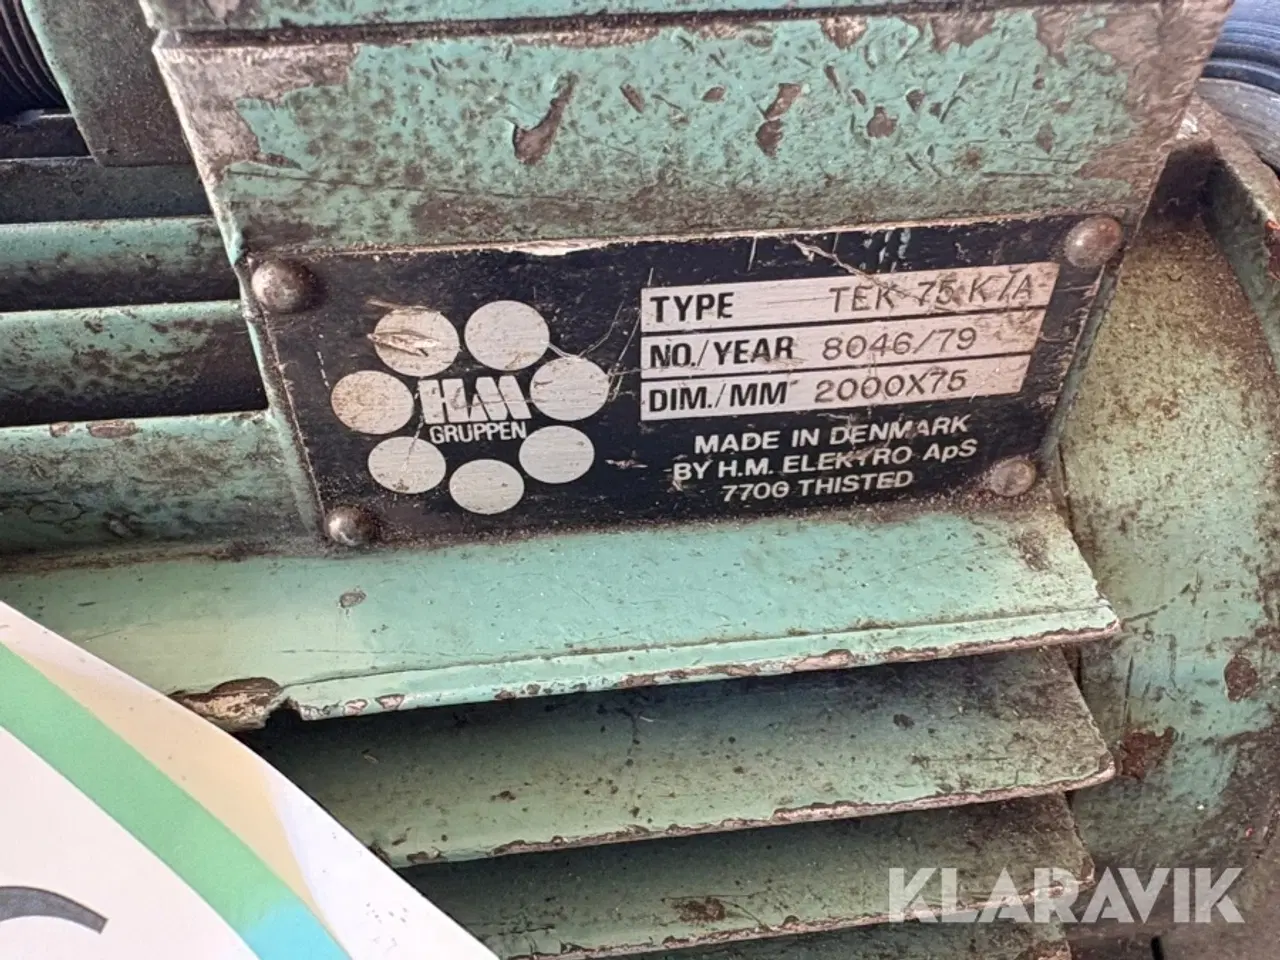 HM
GRUPPEN
TYPE TEK 75 K/A
NO./YEAR 8046/79
DIM./MM 2000X75
MADE IN DENMARK
BY H.M. ELEKTRO ApS
7700 THISTED
KLARAVIK